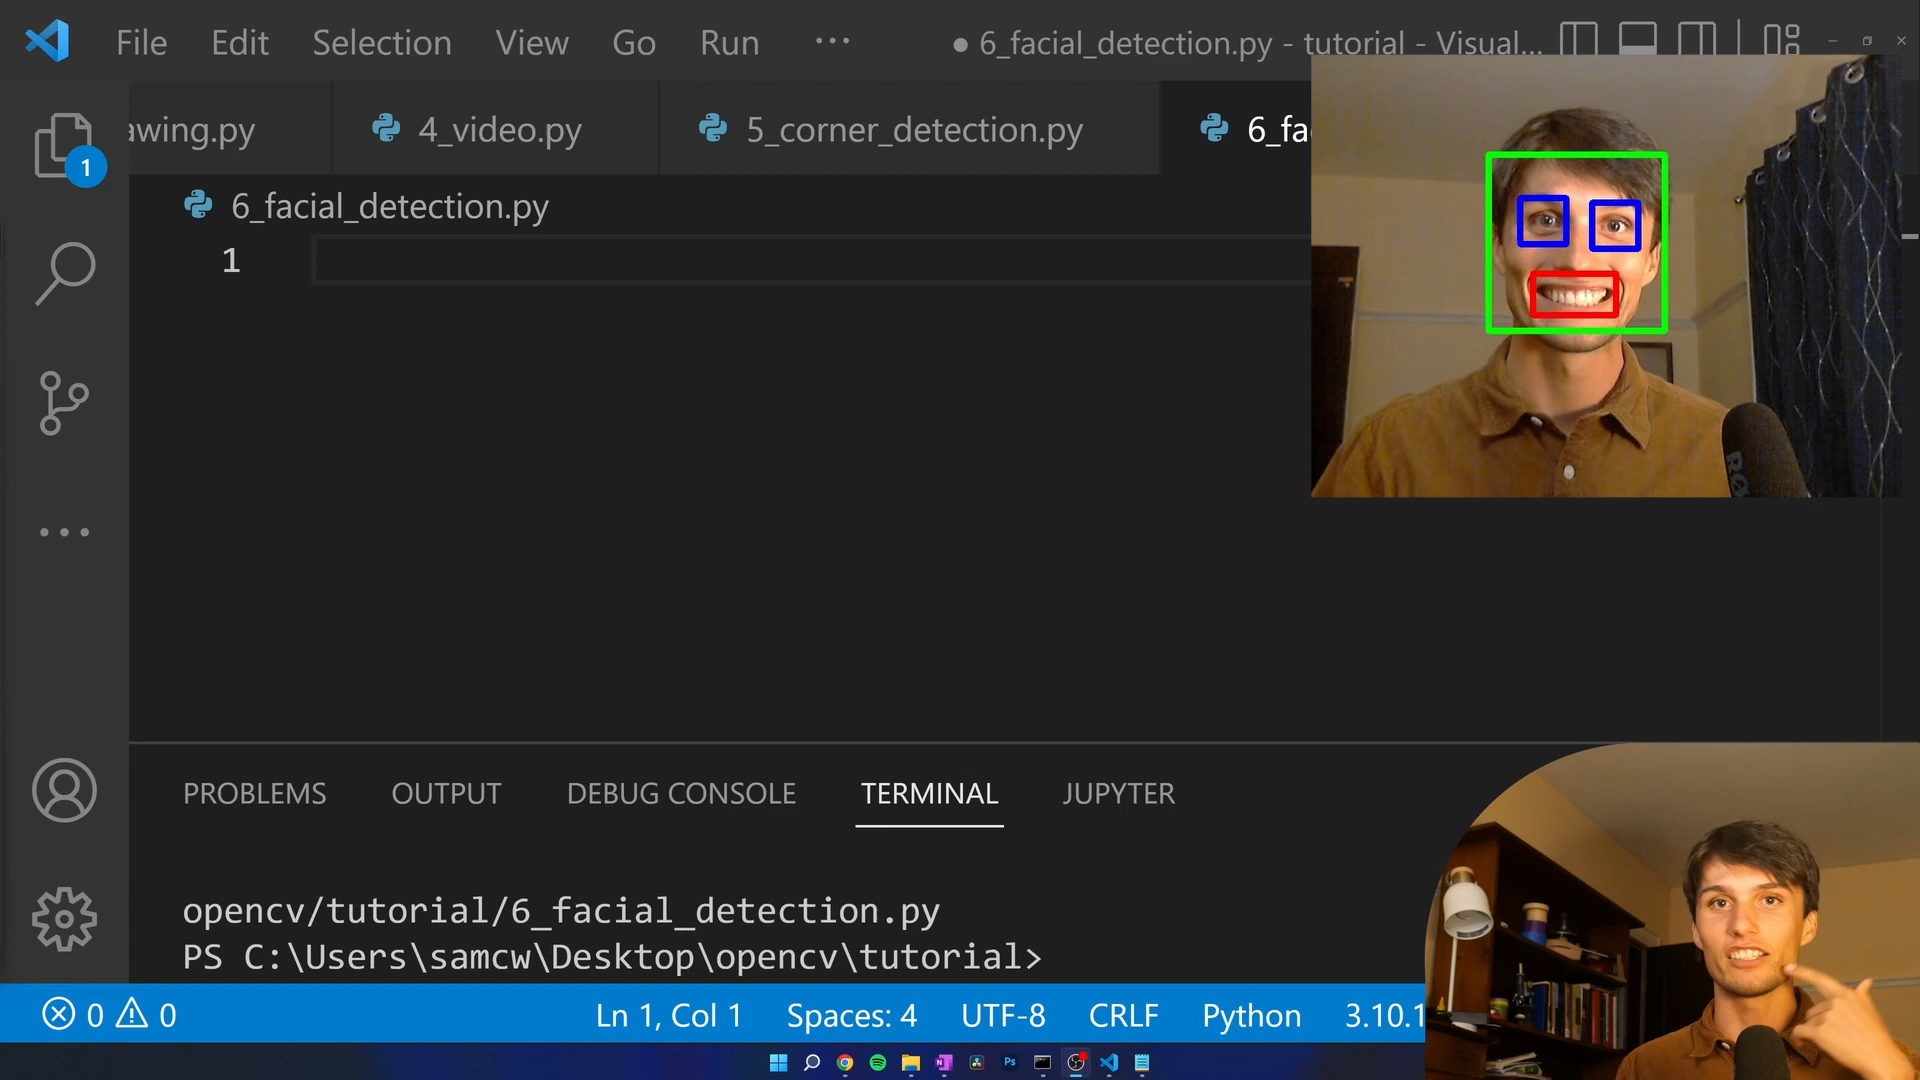 File Edit Selection View Go Run ··· ● 6_facial_detection.py - tutorial - Visual...
awing.py 4_video.py 5_corner_detection.py 6_fa
6_facial_detection.py
1
1
PROBLEMS OUTPUT DEBUG CONSOLE TERMINAL JUPYTER
opencv/tutorial/6_facial_detection.py
PS C:\Users\samcw\Desktop\opencv\tutorial>
0 0 Ln 1, Col 1 Spaces: 4 UTF-8 CRLF Python 3.10.1
Ps